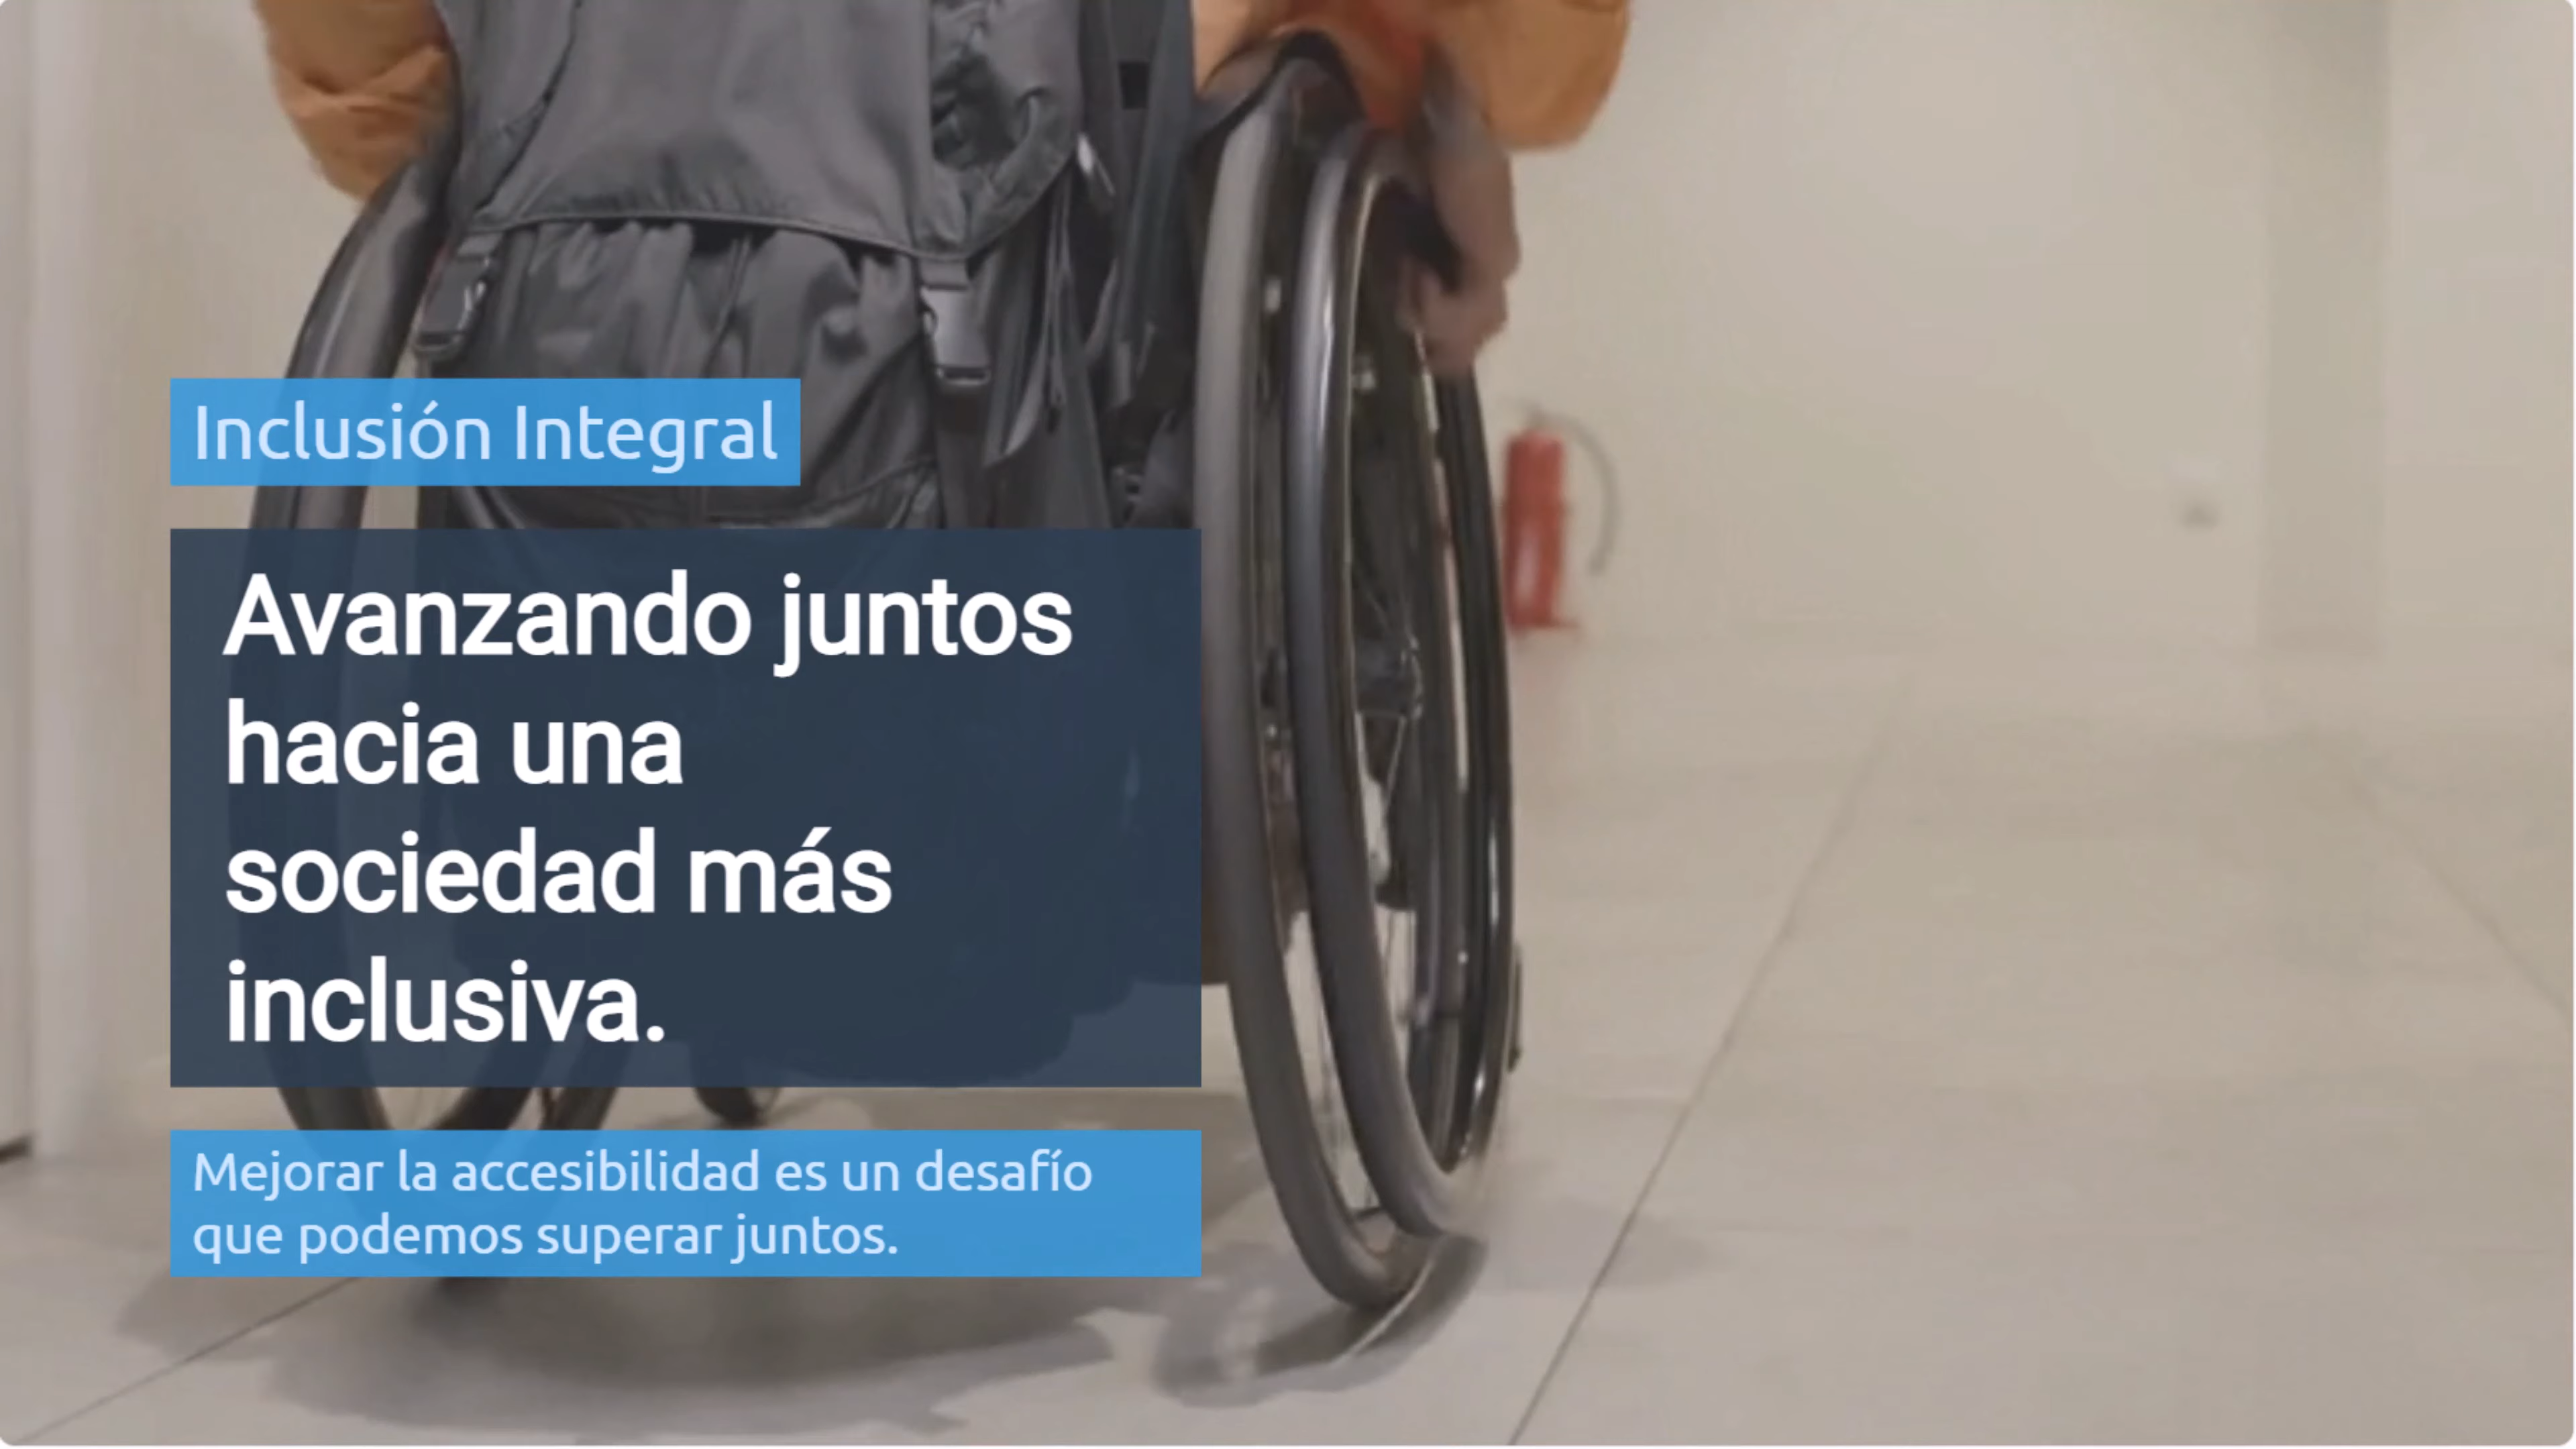 Inclusión Integral
Avanzando juntos
hacia una
sociedad más
inclusiva.
Mejorar la accesibilidad es un desafío
que podemos superar juntos.